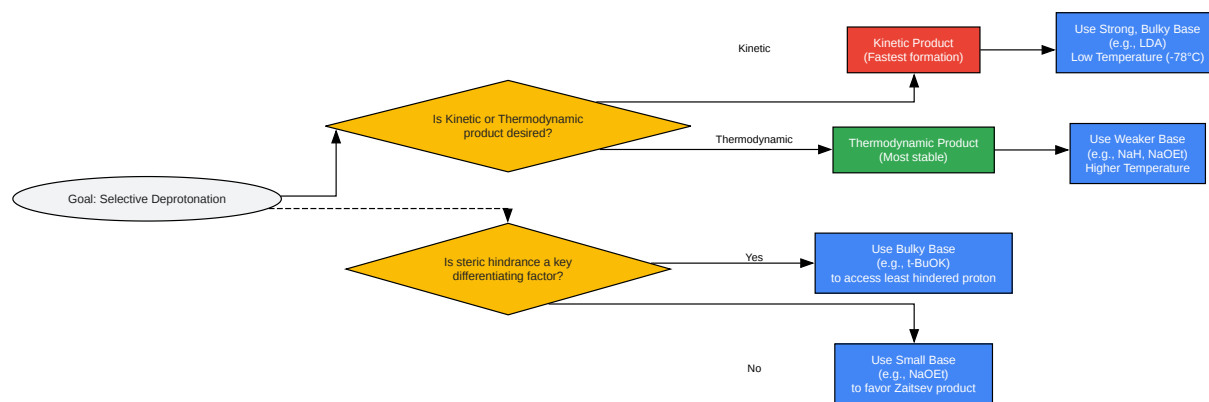 Goal: Selective Deprotonation
Is Kinetic or Thermodynamic
product desired?
Kinetic
Kinetic Product
(Fastest formation)
Use Strong, Bulky Base
(e.g., LDA)
Low Temperature (-78°C)
Thermodynamic
Thermodynamic Product
(Most stable)
Use Weaker Base
(e.g., NaH, NaOEt)
Higher Temperature
Is steric hindrance a key
differentiating factor?
Yes
Use Bulky Base
(e.g., t-BuOK)
to access least hindered proton
No
Use Small Base
(e.g., NaOEt)
to favor Zaitsev product